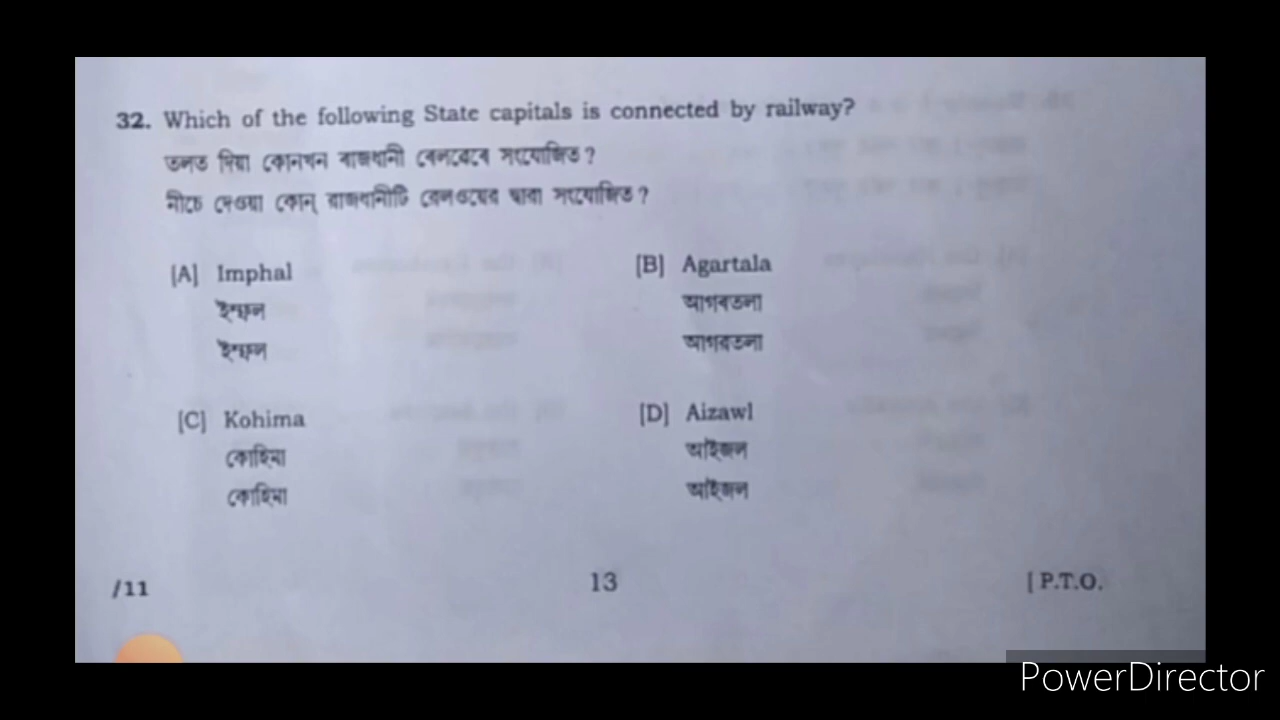 32. Which of the following State capitals is connected by railway?
তলত দিয়া কোনখন ৰাজধানী ৰেলৱেৰে সংযোজিত ?
নীচে দেওয়া কোন্ রাজধানীটি রেলওয়ের দ্বারা সংযোজিত ?
[A] Imphal
ইম্ফল
ইম্ফল
[B] Agartala
আগৰতলা
আগরতলা
[C] Kohima
কোহিমা
কোহিমা
[D] Aizawl
আইজল
আইজল
/11
13
[ P.T.O.
PowerDirector